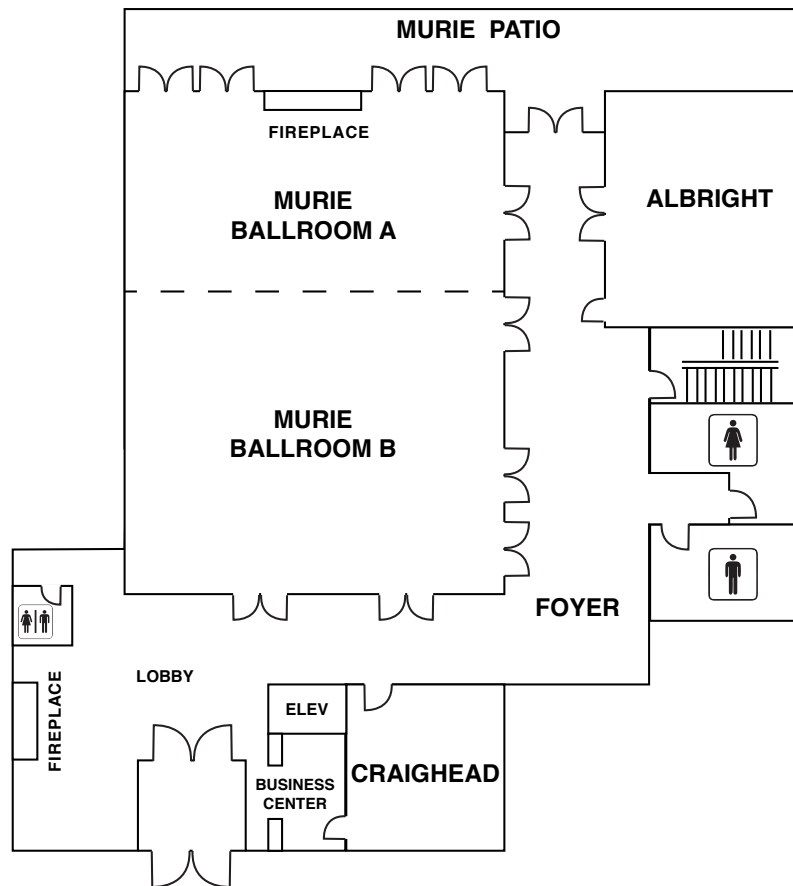 MURIE PATIO
FIREPLACE
MURIE
BALLROOM A
ALBRIGHT
MURIE
BALLROOM B
FOYER
LOBBY
FIREPLACE
ELEV
BUSINESS
CENTER
CRAIGHEAD